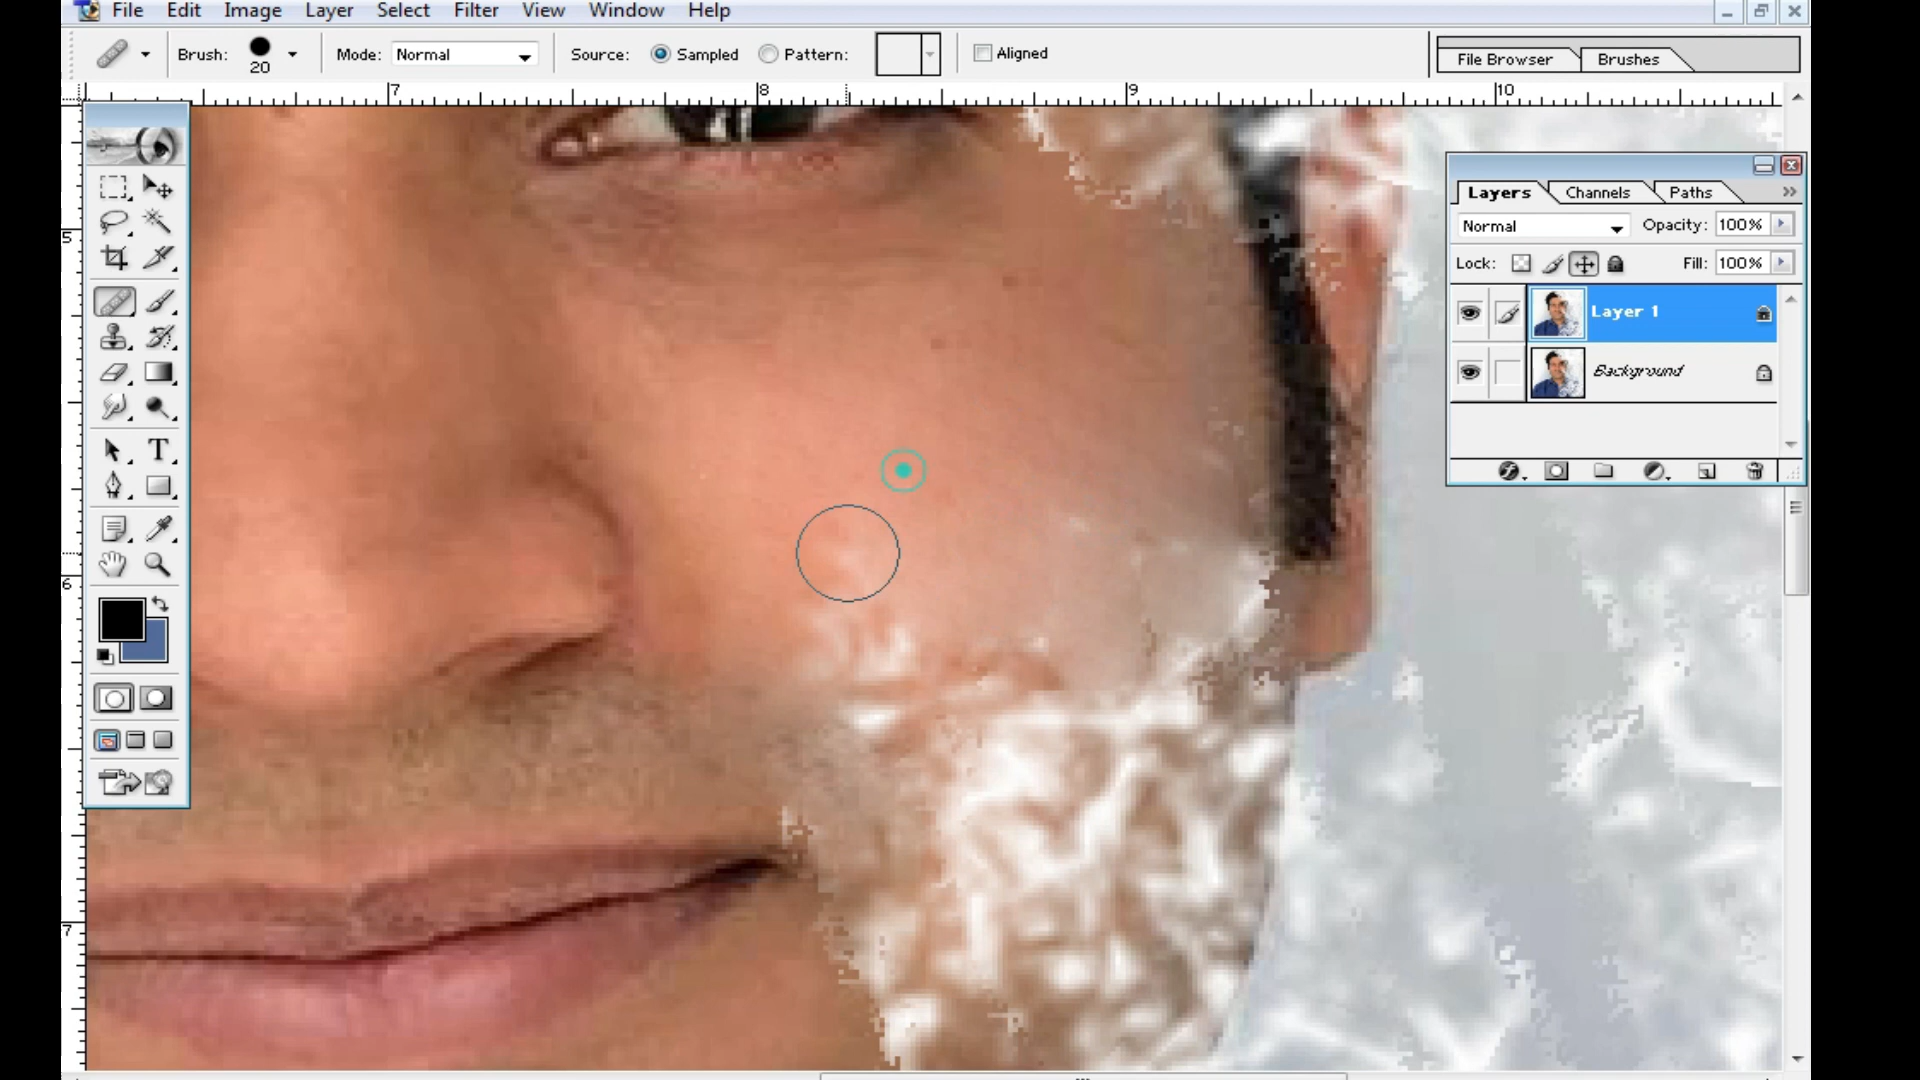 File Edit Image Layer Select Filter View Window Help
Brush: 20 Mode: Normal Source: Sampled Pattern: Aligned File Browser Brushes
7 8 9 10
5
6
7
T
Layers Channels Paths
Normal Opacity: 100%
Lock: Fill: 100%
Layer 1
Background